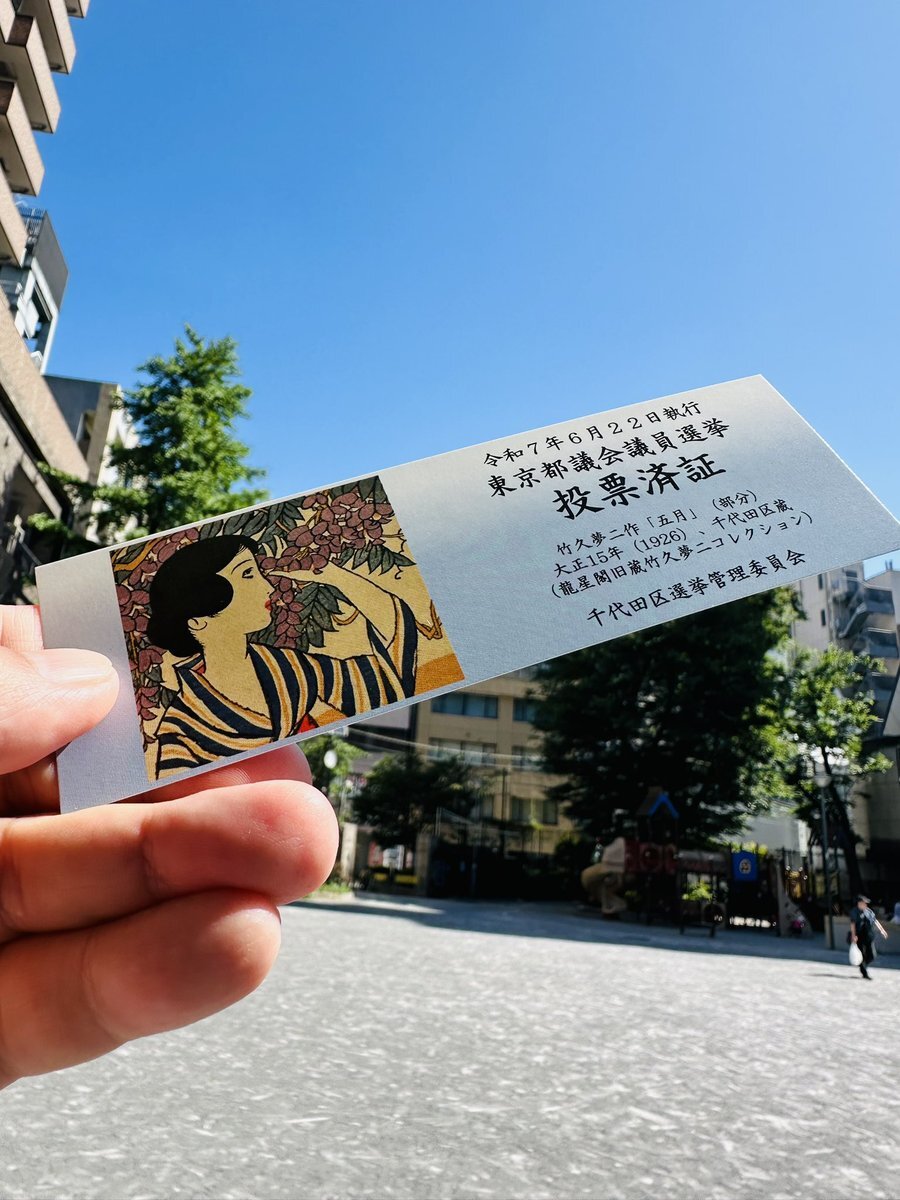 令和7年6月22日執行
東京都議会議員選挙
投票済証
竹久夢二作「五月」（部分）
大正15年（1926）、千代田区蔵
（龍星閣旧蔵竹久夢二コレクション）
千代田区選挙管理委員会